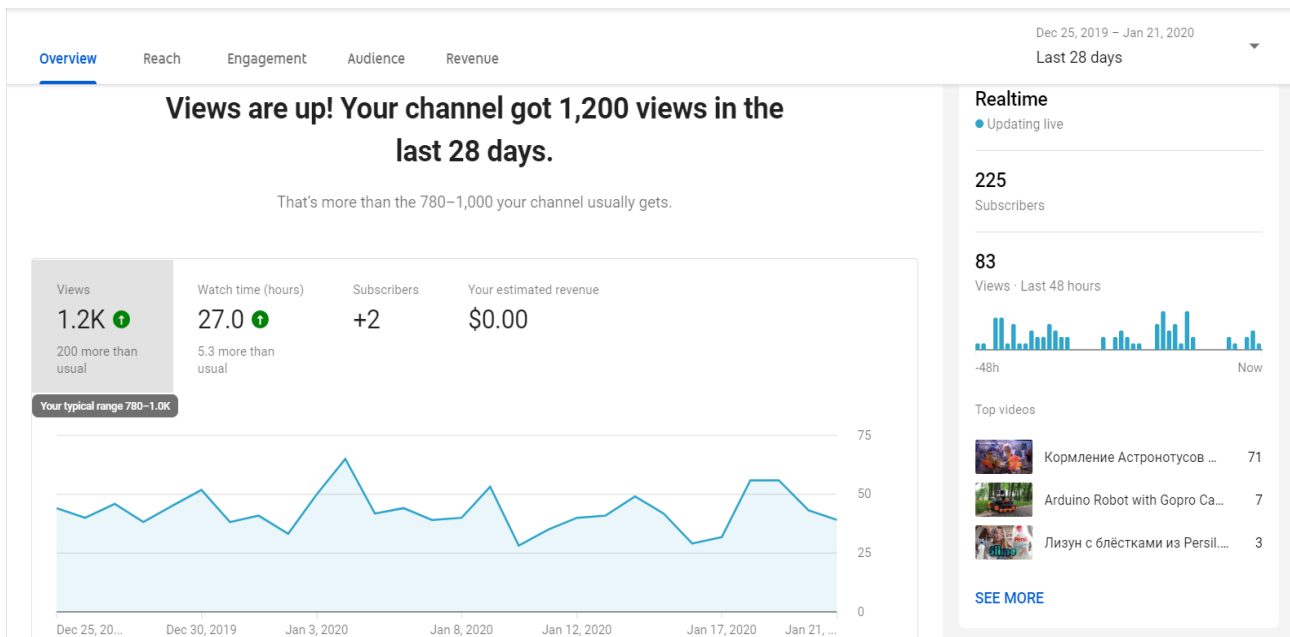 Overview
Reach
Engagement
Audience
Revenue
Dec 25, 2019 – Jan 21, 2020
Last 28 days
Views are up! Your channel got 1,200 views in the
last 28 days.
That's more than the 780–1,000 your channel usually gets.
Views
1.2K
200 more than
usual
Watch time (hours)
27.0
5.3 more than
usual
Subscribers
+2
Your estimated revenue
$0.00
Your typical range 780–1.0K
75
50
25
0
Dec 25, 20...
Dec 30, 2019
Jan 3, 2020
Jan 8, 2020
Jan 12, 2020
Jan 17, 2020
Jan 21, ...
Realtime
Updating live
225
Subscribers
83
Views · Last 48 hours
-48h
Now
Top videos
Кормление Астронотусов ...
71
Arduino Robot with Gopro Ca...
7
Лизун с блёстками из Persil....
3
SEE MORE